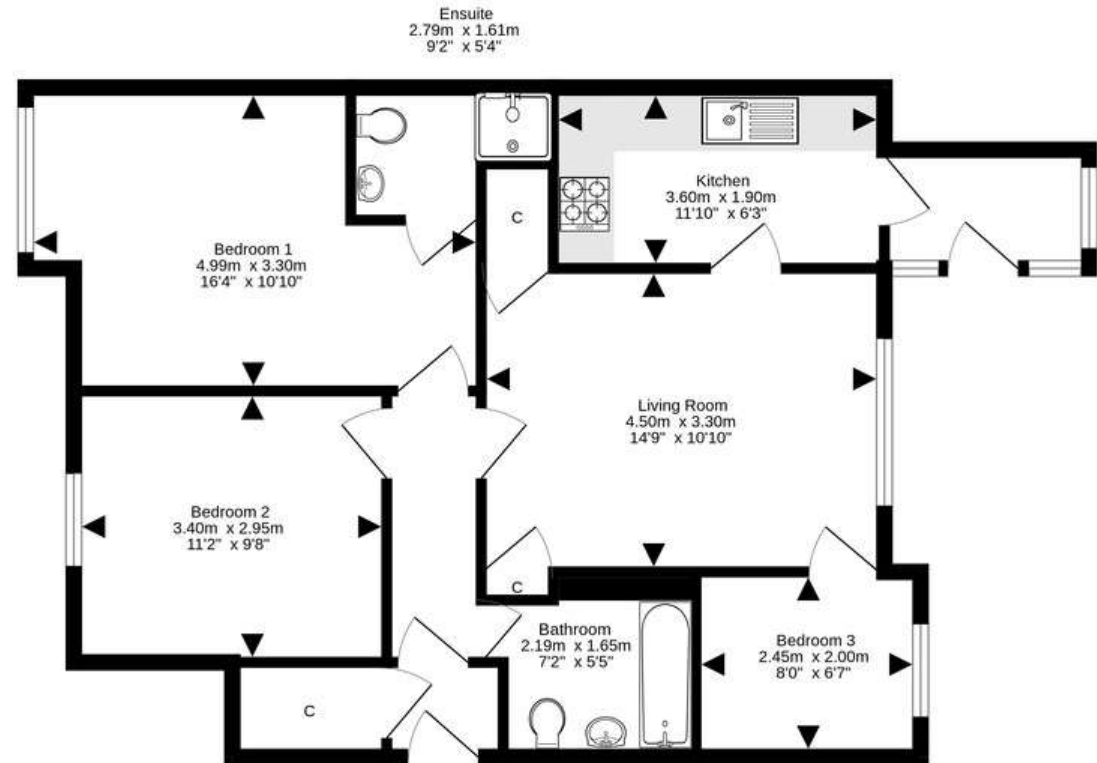 Ensuite
2.79m x 1.61m
9'2" x 5'4"
Kitchen
3.60m x 1.90m
11'10" x 6'3"
C
Bedroom 1
4.99m x 3.30m
16'4" x 10'10"
Living Room
4.50m x 3.30m
14'9" x 10'10"
Bedroom 2
3.40m x 2.95m
11'2" x 9'8"
C
Bathroom
2.19m x 1.65m
7'2" x 5'5"
Bedroom 3
2.45m x 2.00m
8'0" x 6'7"
C